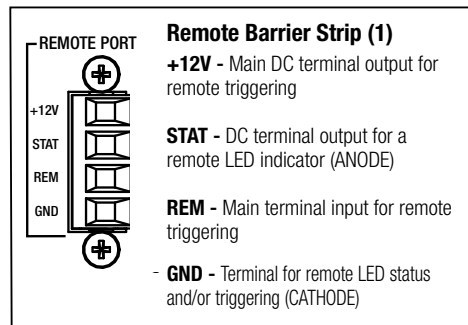 REMOTE PORT
+12V
STAT
REM
GND
Remote Barrier Strip (1)
+12V - Main DC terminal output for
remote triggering
STAT - DC terminal output for a
remote LED indicator (ANODE)
REM - Main terminal input for remote
triggering
- GND - Terminal for remote LED status
and/or triggering (CATHODE)